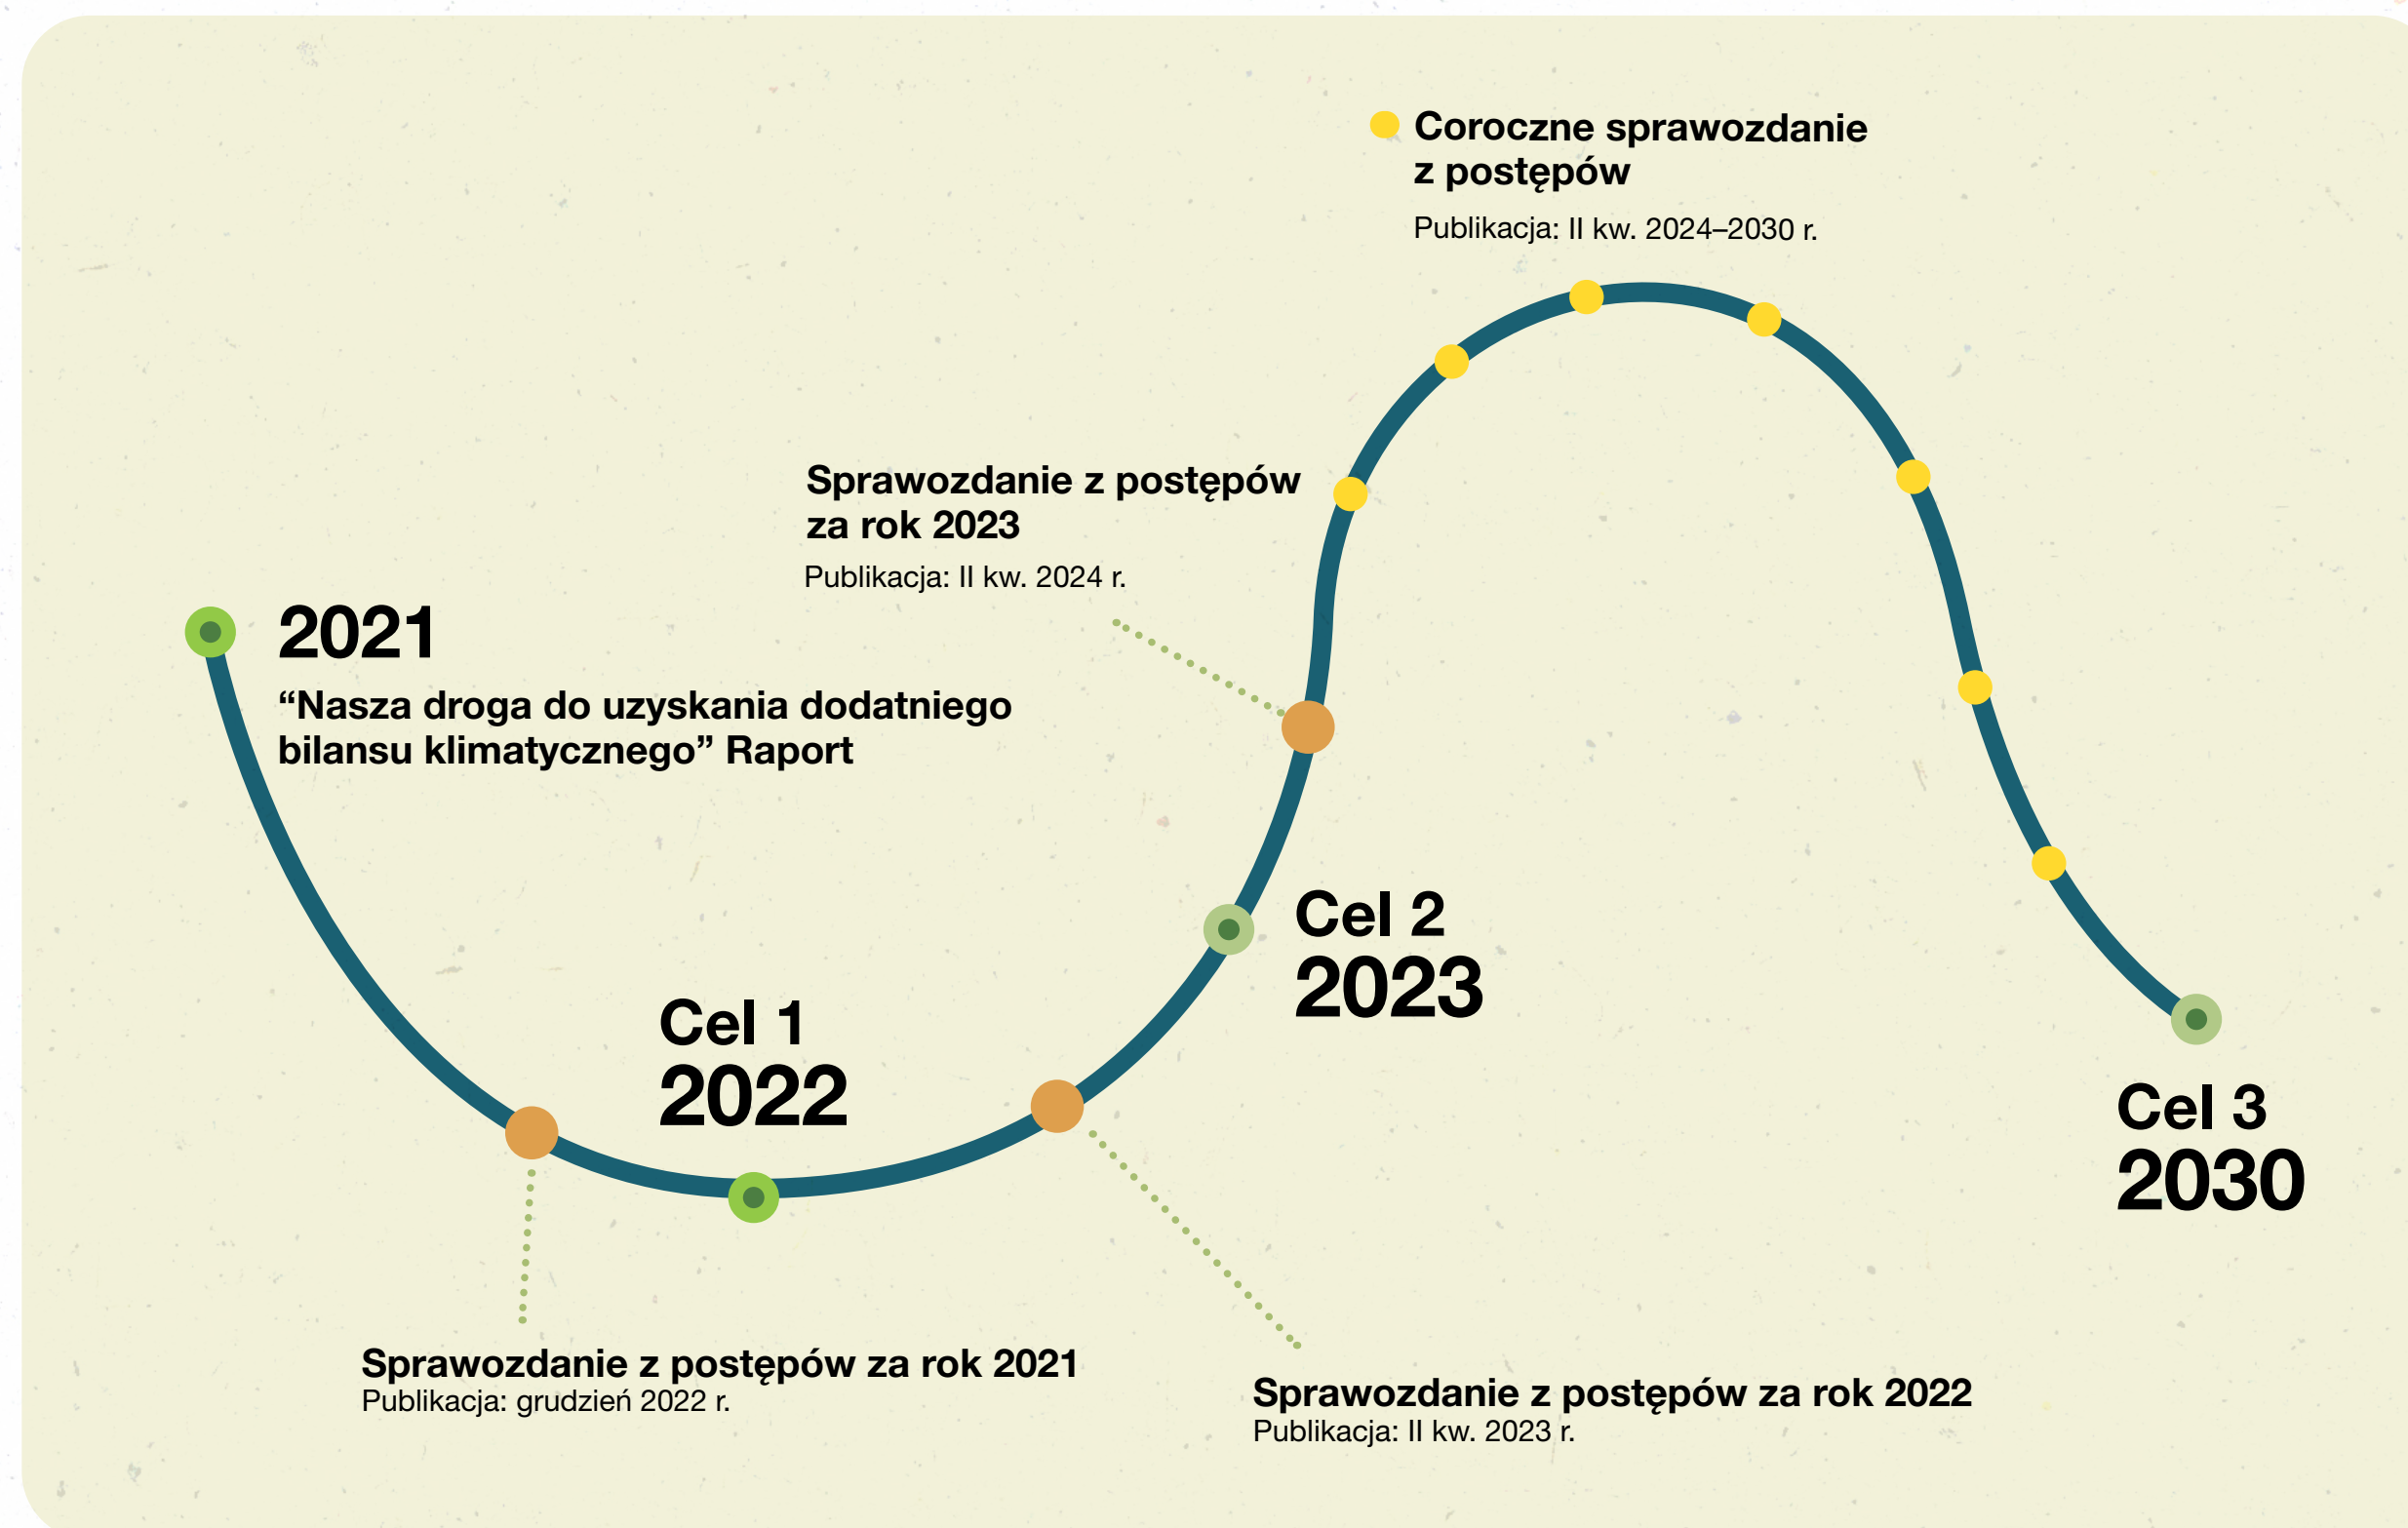 Coroczne sprawozdanie
z postępów
Publikacja: II kw. 2024–2030 r.
Sprawozdanie z postępów
za rok 2023
Publikacja: II kw. 2024 r.
2021
“Nasza droga do uzyskania dodatniego
bilansu klimatycznego” Raport
Cel 2
2023
Cel 1
2022
Cel 3
2030
Sprawozdanie z postępów za rok 2021
Publikacja: grudzień 2022 r.
Sprawozdanie z postępów za rok 2022
Publikacja: II kw. 2023 r.